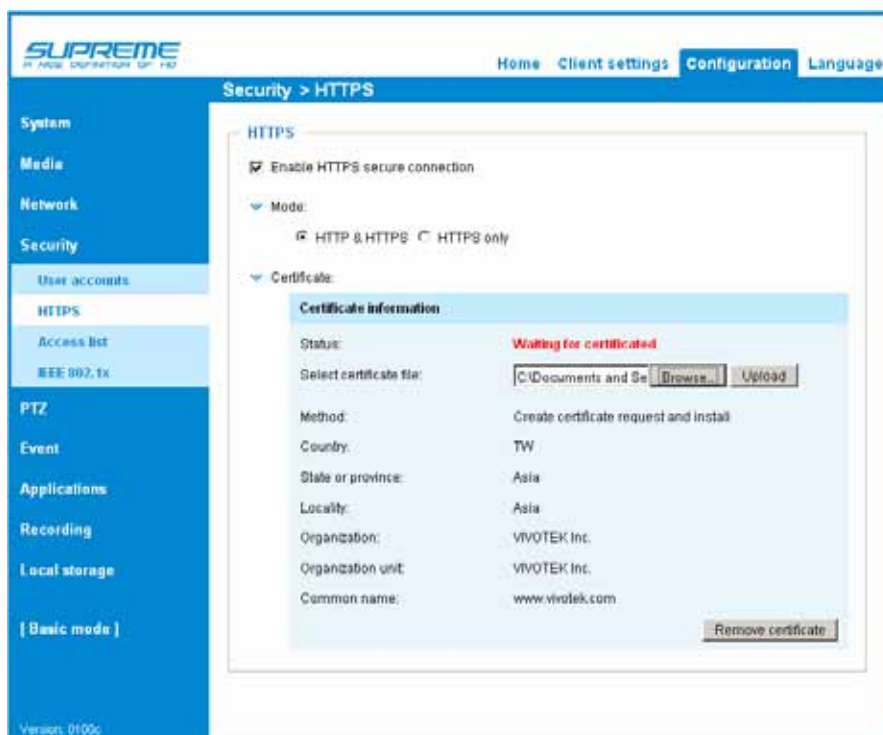 SUPREME
A NEW DEFINITION OF HD
Home Client settings Configuration Language
Security > HTTPS
System
Media
Network
Security
User accounts
HTTPS
Access list
IEEE 802.1x
PTZ
Event
Applications
Recording
Local storage
[ Basic mode ]
Version: 0100c
HTTPS
Enable HTTPS secure connection
Mode:
HTTP & HTTPS HTTPS only
Certificate:
Certificate information
Status: Waiting for certificated
Select certificate file: C:\Documents and Se Browse... Upload
Method: Create certificate request and install
Country: TW
State or province: Asia
Locality: Asia
Organization: VIVOTEK Inc.
Organization unit: VIVOTEK Inc.
Common name: www.vivotek.com
Remove certificate